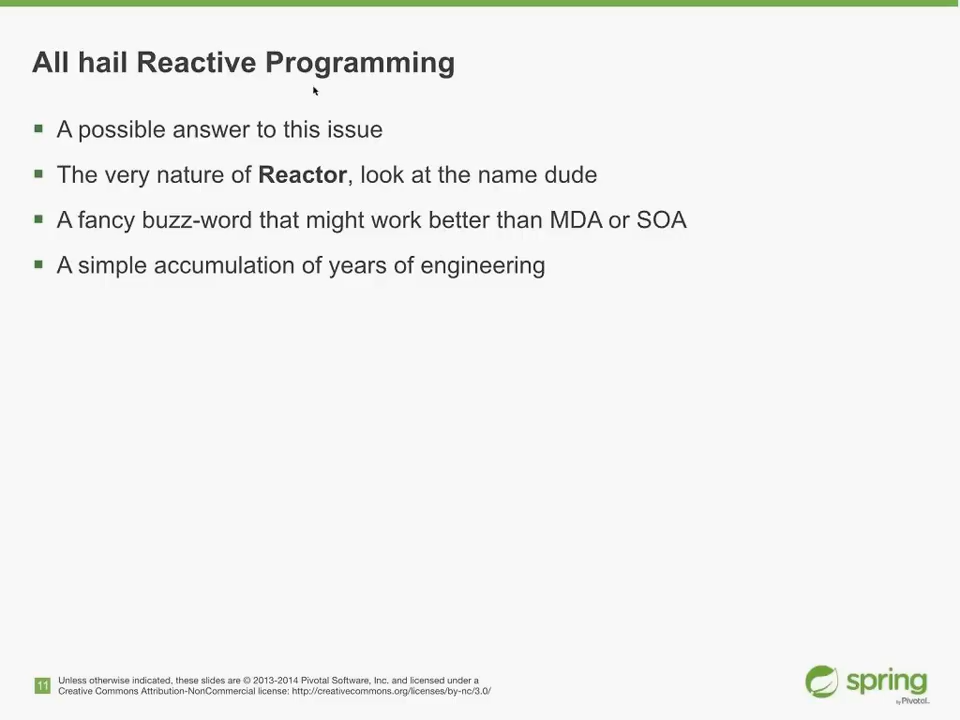 All hail Reactive Programming
A possible answer to this issue
The very nature of Reactor, look at the name dude
A fancy buzz-word that might work better than MDA or SOA
A simple accumulation of years of engineering
11
Unless otherwise indicated, these slides are © 2013-2014 Pivotal Software, Inc. and licensed under a
Creative Commons Attribution-NonCommercial license: http://creativecommons.org/licenses/by-nc/3.0/
spring
by Pivotal